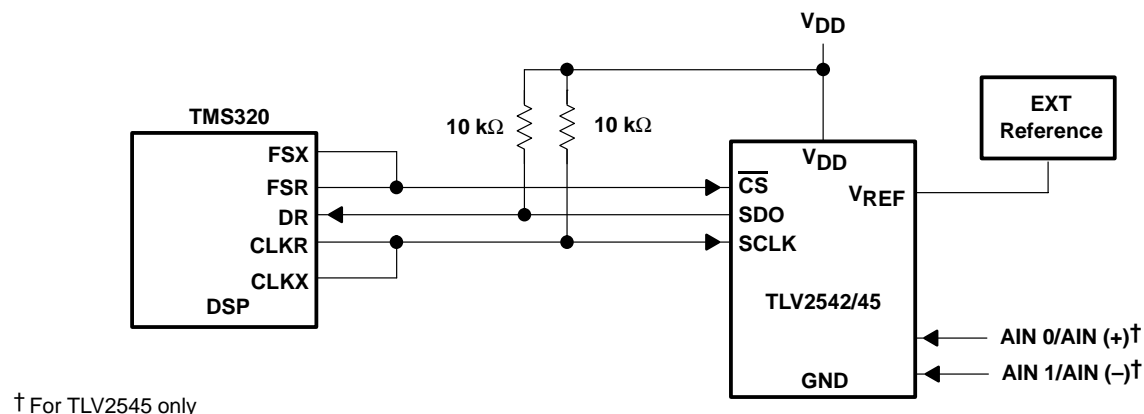 VDD
EXT
Reference
TMS320
10 kΩ
10 kΩ
FSX
FSR
DR
CLKR
CLKX
DSP
VDD
CS
VREF
SDO
SCLK
TLV2542/45
AIN 0/AIN (+)†
AIN 1/AIN (–)†
GND
† For TLV2545 only